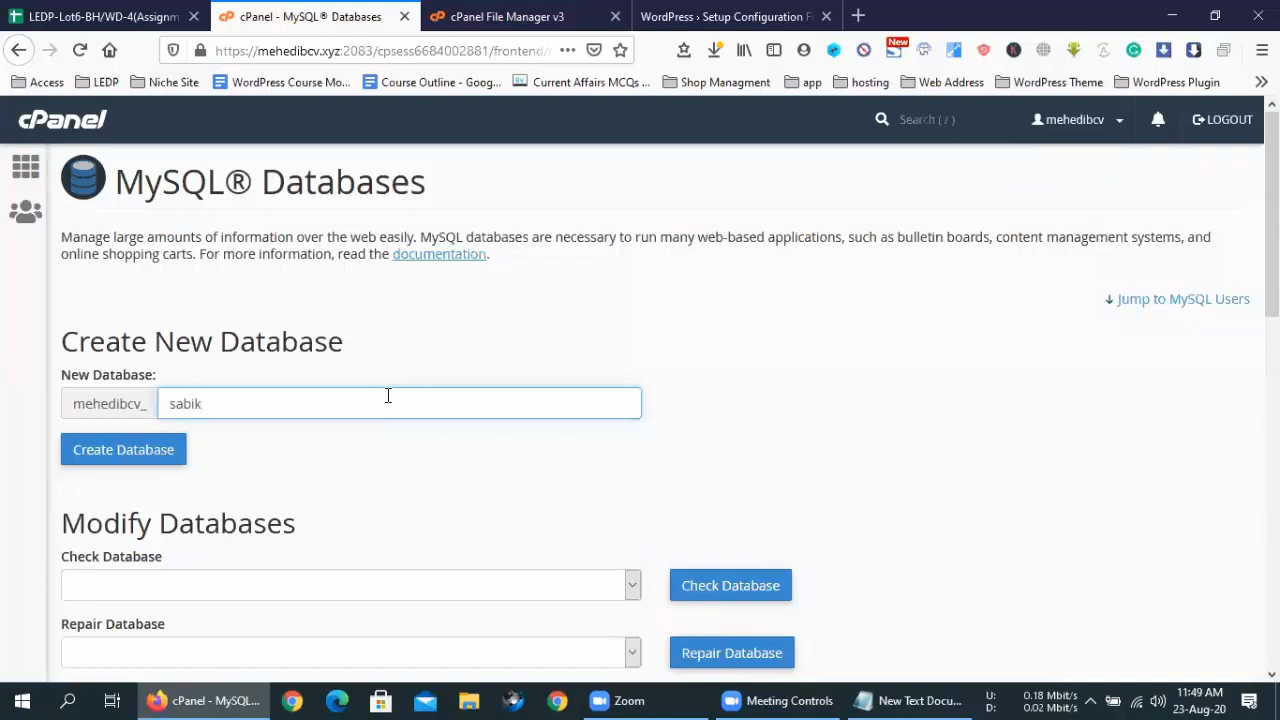 LEDP-Lot6-BH/WD-4(Assignm
cPanel - MySQL® Databases
cPanel File Manager v3
WordPress › Setup Configuration F
https://mehedibcv.xyz:2083/cpsess6684002881/frontend/
New
Access
LEDP
Niche Site
WordPress Course Mo...
Course Outline - Goog...
Current Affairs MCQs ...
Shop Managment
app
hosting
Web Address
WordPress Theme
WordPress Plugin
cPanel
Search ( / )
mehedibcv
LOGOUT
MySQL® Databases
Manage large amounts of information over the web easily. MySQL databases are necessary to run many web-based applications, such as bulletin boards, content management systems, and
online shopping carts. For more information, read the documentation.
Jump to MySQL Users
Create New Database
New Database:
mehedibcv_
sabik
Create Database
Modify Databases
Check Database
Check Database
Repair Database
Repair Database
cPanel - MySQL...
Zoom
Meeting Controls
New Text Docu...
U: 0.18 Mbit/s
D: 0.02 Mbit/s
11:49 AM
23-Aug-20